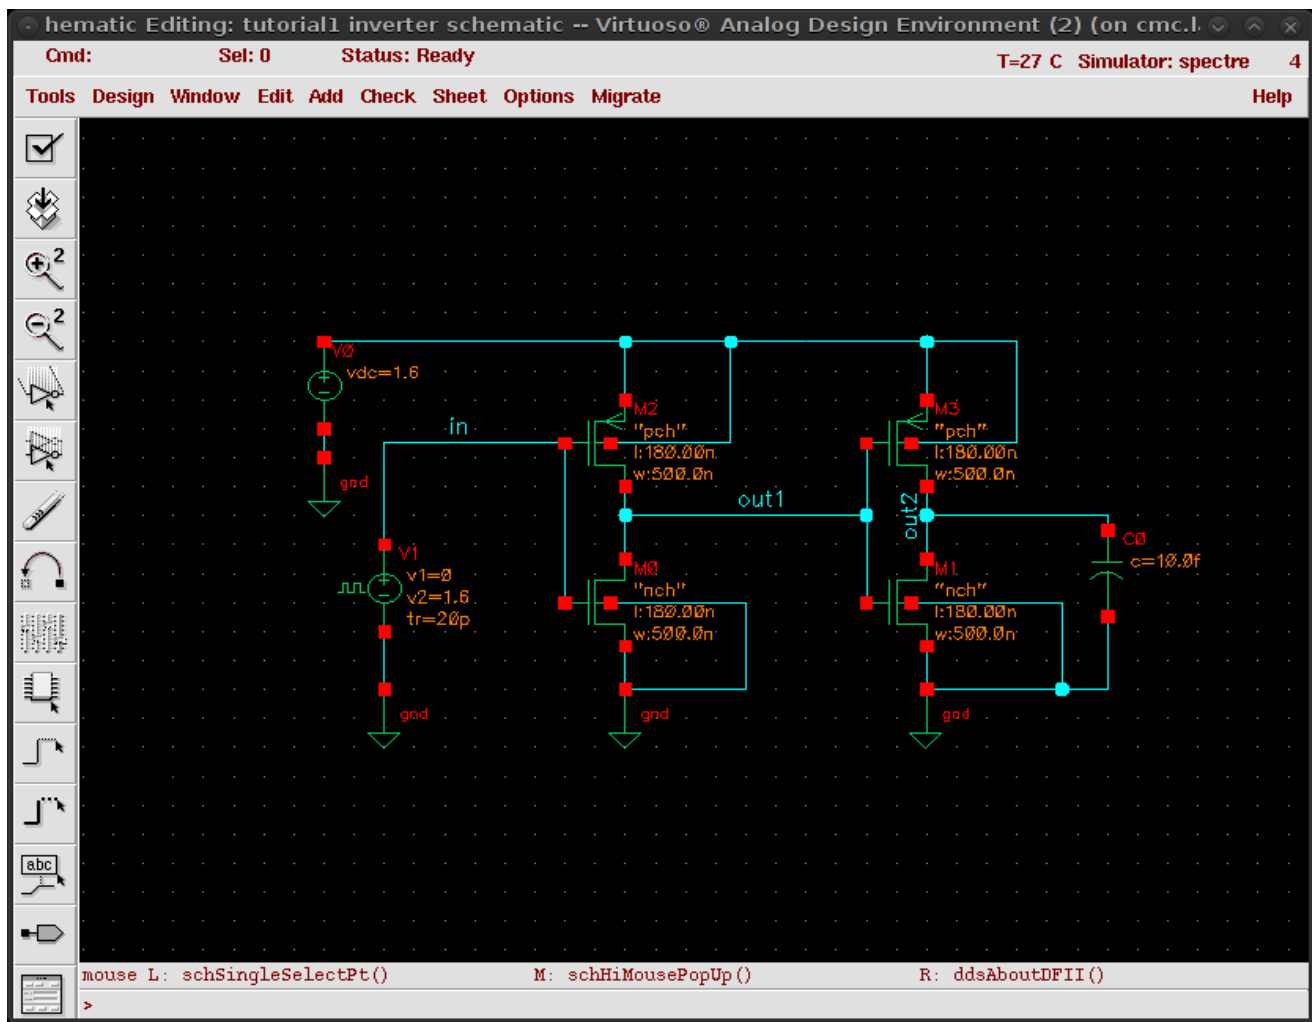 hematic Editing: tutorial1 inverter schematic -- Virtuoso® Analog Design Environment (2) (on cmc.l
Cmd: Sel: 0 Status: Ready T=27 C Simulator: spectre 4
Tools Design Window Edit Add Check Sheet Options Migrate Help
2
2
abc
V0
vdc=1.6
gnd
in
V1
v1=0
v2=1.6
tr=20p
gnd
M2
"pch"
l:180.00n
w:500.0n
out1
M0
"nch"
l:180.00n
w:500.0n
gnd
M3
"pch"
l:180.00n
w:500.0n
out2
M1
"nch"
l:180.00n
w:500.0n
gnd
C0
c=10.0f
mouse L: schSingleSelectPt() M: schHiMousePopUp() R: ddsAboutDFII()
>